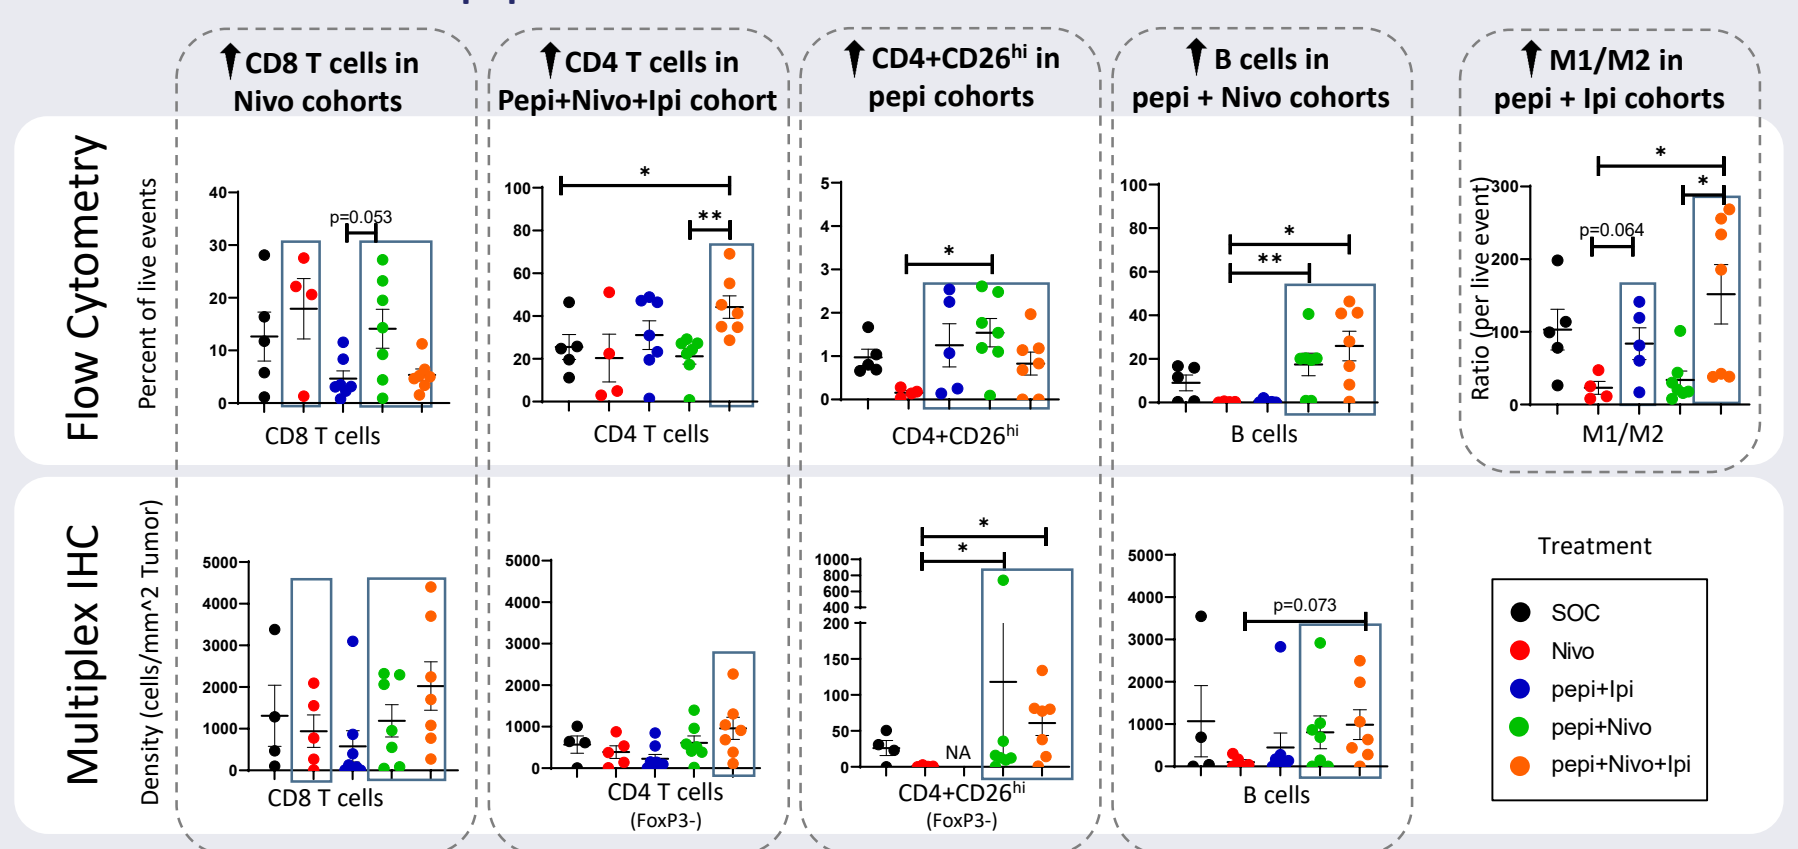 CD8 T cells in
Nivo cohorts
CD4 T cells in
Pepi+Nivo+Ipi cohort
CD4+CD26hi in
pepi cohorts
B cells in
pepi + Nivo cohorts
M1/M2 in
pepi + Ipi cohorts
Flow Cytometry
Percent of live events
40
30
20
10
0
p=0.053
CD8 T cells
100
80
60
40
20
0
*
**
CD4 T cells
5
4
3
2
1
0
*
CD4+CD26hi
100
80
60
40
20
0
*
**
B cells
Ratio (per live event)
300
200
100
0
*
*
p=0.064
M1/M2
Multiplex IHC
Density (cells/mm^2 Tumor)
5000
4000
3000
2000
1000
0
CD8 T cells
5000
4000
3000
2000
1000
0
CD4 T cells
(FoxP3-)
1000
800
600
400
200
150
100
50
0
*
*
NA
CD4+CD26hi
(FoxP3-)
5000
4000
3000
2000
1000
0
p=0.073
B cells
Treatment
SOC
Nivo
pepi+Ipi
pepi+Nivo
pepi+Nivo+Ipi